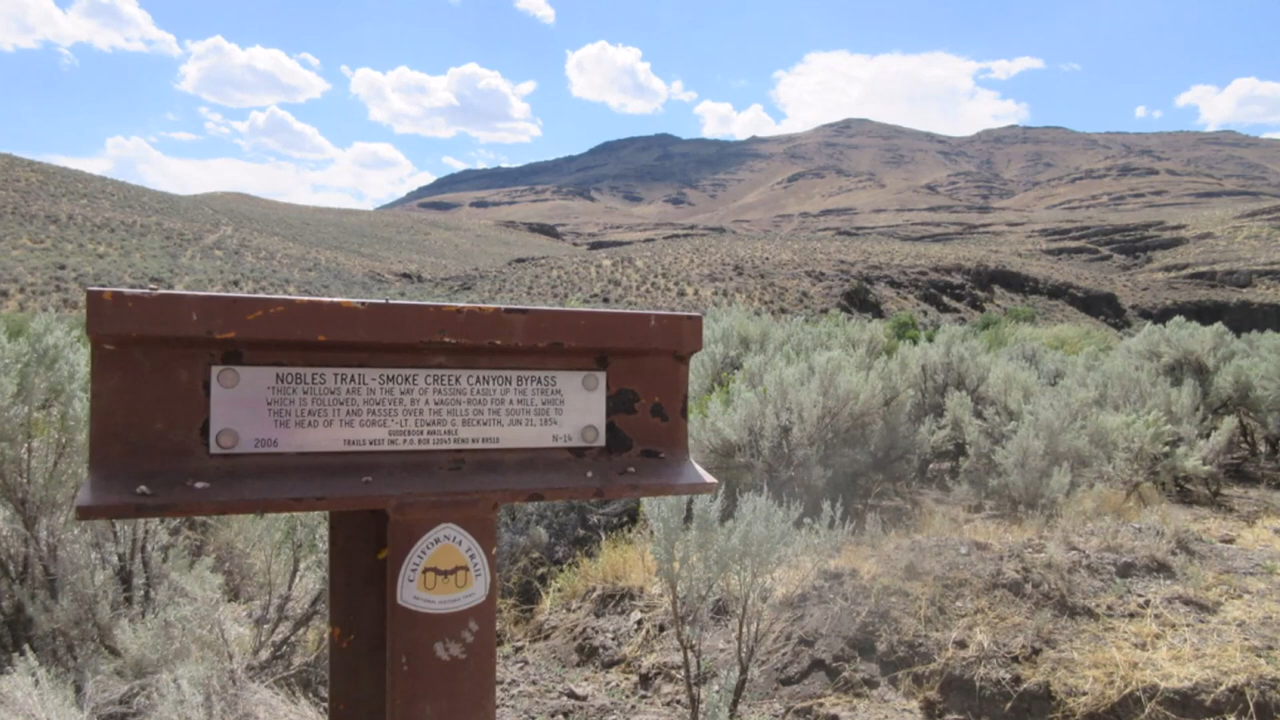 NOBLES TRAIL-SMOKE CREEK CANYON BYPASS
"THICK WILLOWS ARE IN THE WAY OF PASSING EASILY UP THE STREAM,
WHICH IS FOLLOWED, HOWEVER, BY A WAGON-ROAD FOR A MILE, WHICH
THEN LEAVES IT AND PASSES OVER THE HILLS ON THE SOUTH SIDE TO
THE HEAD OF THE GORGE."-LT. EDWARD G. BECKWITH, JUN 21, 1854
GUIDEBOOK AVAILABLE
2006 TRAILS WEST INC. P.O. BOX 12045 RENO NV 89510 N-14
CALIFORNIA TRAIL
NATIONAL HISTORIC TRAIL